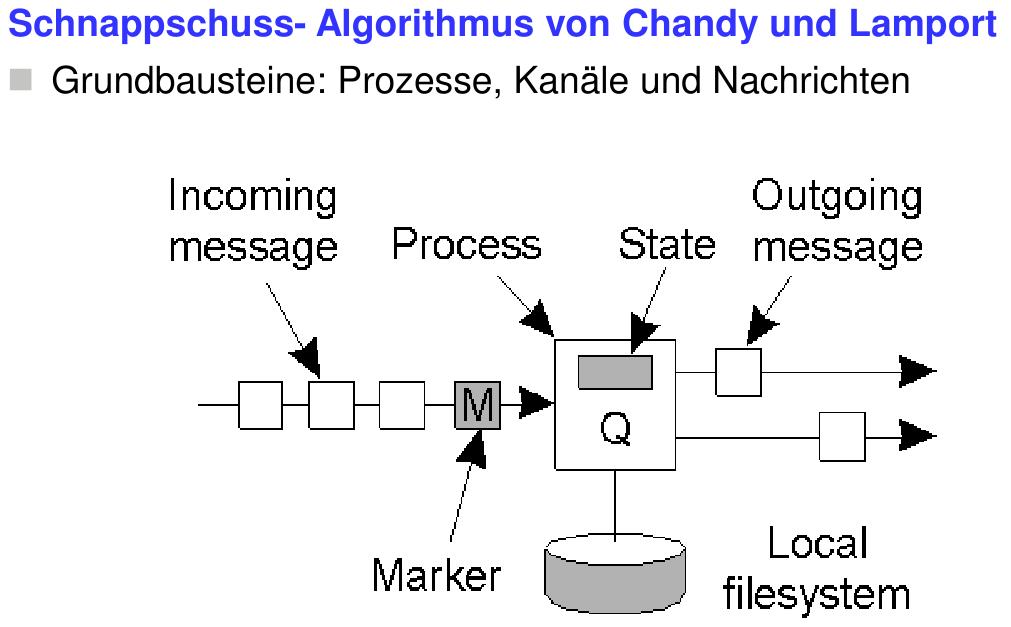 Schnappschuss- Algorithmus von Chandy und Lamport
Grundbausteine: Prozesse, Kanäle und Nachrichten
Incoming
message
Process
State
Outgoing
message
M
Q
Marker
Local
filesystem